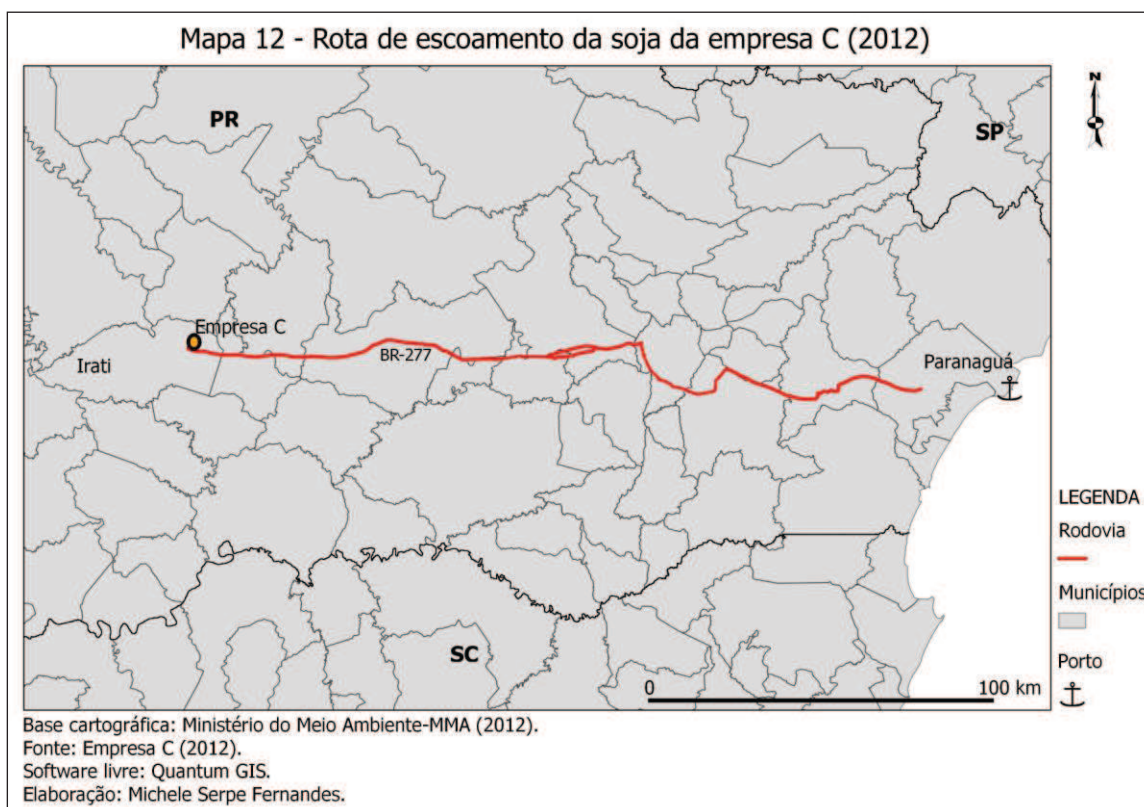 Mapa 12 - Rota de escoamento da soja da empresa C (2012)
N
PR
SP
Empresa C
Irati
BR-277
Paranaguá
SC
0 100 km
LEGENDA
Rodovia
Municípios
Porto
Base cartográfica: Ministério do Meio Ambiente-MMA (2012).
Fonte: Empresa C (2012).
Software livre: Quantum GIS.
Elaboração: Michele Serpe Fernandes.